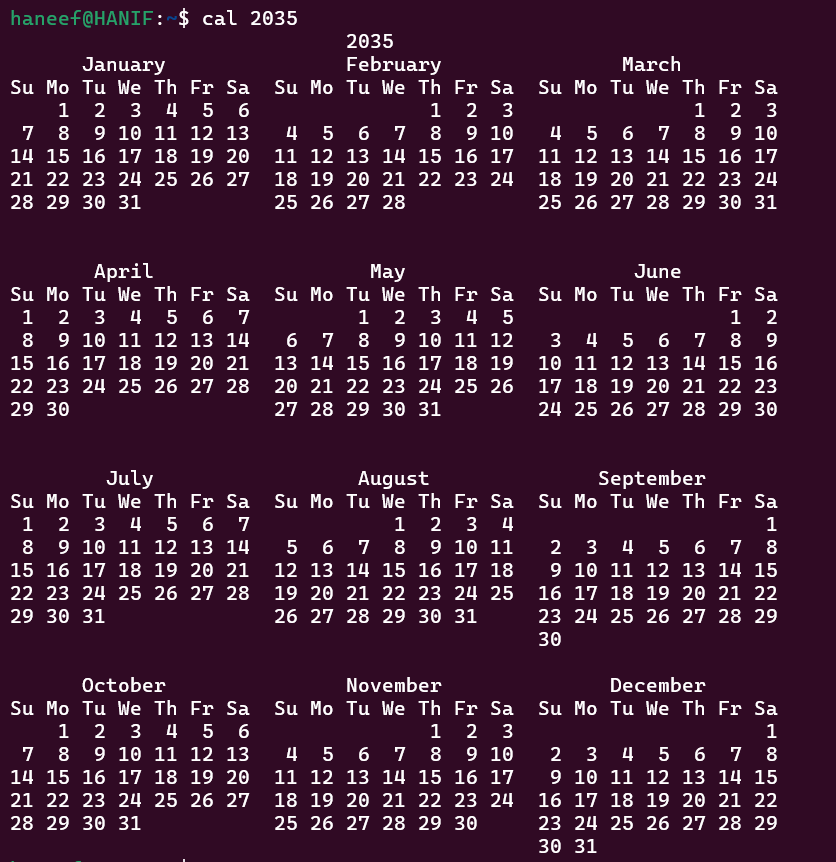 haneef@HANIF:~$ cal 2035
                            2035
      January               February               March
Su Mo Tu We Th Fr Sa  Su Mo Tu We Th Fr Sa  Su Mo Tu We Th Fr Sa
    1  2  3  4  5  6               1  2  3               1  2  3
 7  8  9 10 11 12 13   4  5  6  7  8  9 10   4  5  6  7  8  9 10
14 15 16 17 18 19 20  11 12 13 14 15 16 17  11 12 13 14 15 16 17
21 22 23 24 25 26 27  18 19 20 21 22 23 24  18 19 20 21 22 23 24
28 29 30 31           25 26 27 28           25 26 27 28 29 30 31

       April                  May                   June
Su Mo Tu We Th Fr Sa  Su Mo Tu We Th Fr Sa  Su Mo Tu We Th Fr Sa
 1  2  3  4  5  6  7         1  2  3  4  5                  1  2
 8  9 10 11 12 13 14   6  7  8  9 10 11 12   3  4  5  6  7  8  9
15 16 17 18 19 20 21  13 14 15 16 17 18 19  10 11 12 13 14 15 16
22 23 24 25 26 27 28  20 21 22 23 24 25 26  17 18 19 20 21 22 23
29 30                 27 28 29 30 31        24 25 26 27 28 29 30

        July                 August              September
Su Mo Tu We Th Fr Sa  Su Mo Tu We Th Fr Sa  Su Mo Tu We Th Fr Sa
 1  2  3  4  5  6  7            1  2  3  4                     1
 8  9 10 11 12 13 14   5  6  7  8  9 10 11   2  3  4  5  6  7  8
15 16 17 18 19 20 21  12 13 14 15 16 17 18   9 10 11 12 13 14 15
22 23 24 25 26 27 28  19 20 21 22 23 24 25  16 17 18 19 20 21 22
29 30 31              26 27 28 29 30 31     23 24 25 26 27 28 29
                                            30

      October               November              December
Su Mo Tu We Th Fr Sa  Su Mo Tu We Th Fr Sa  Su Mo Tu We Th Fr Sa
    1  2  3  4  5  6               1  2  3                     1
 7  8  9 10 11 12 13   4  5  6  7  8  9 10   2  3  4  5  6  7  8
14 15 16 17 18 19 20  11 12 13 14 15 16 17   9 10 11 12 13 14 15
21 22 23 24 25 26 27  18 19 20 21 22 23 24  16 17 18 19 20 21 22
28 29 30 31           25 26 27 28 29 30     23 24 25 26 27 28 29
                                            30 31